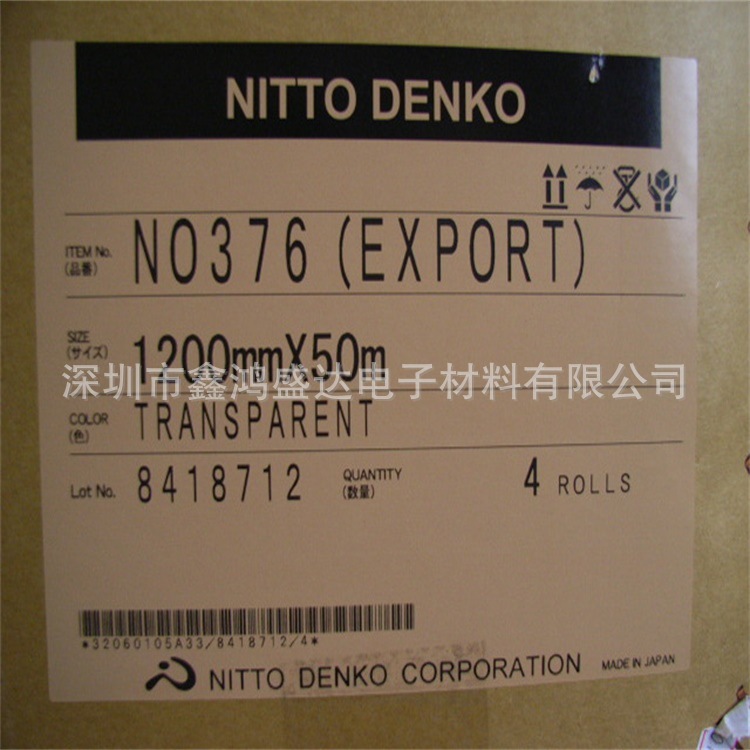 NITTO DENKO
ITEM No. NO376 (EXPORT)
(品番)
SIZE 1200mmX50m
(サイズ)
深圳市鑫鸿盛达电子材料有限公司
COLOR TRANSPARENT
(色)
Lot No. 8418712 QUANTITY 4 ROLLS
(数量)
*32060105A33/8418712/4*
NITTO DENKO CORPORATION MADE IN JAPAN